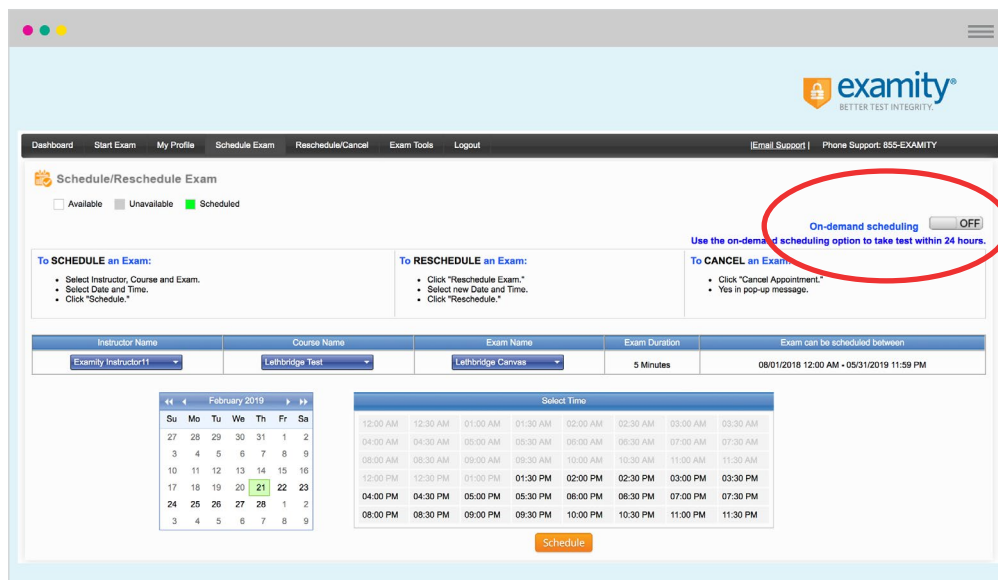 examity®
BETTER TEST INTEGRITY.
Dashboard Start Exam My Profile Schedule Exam Reschedule/Cancel Exam Tools Logout |Email Support | Phone Support: 855-EXAMITY
Schedule/Reschedule Exam
Available Unavailable Scheduled
On-demand scheduling OFF
Use the on-demand scheduling option to take test within 24 hours.
To SCHEDULE an Exam:
• Select Instructor, Course and Exam.
• Select Date and Time.
• Click "Schedule."
To RESCHEDULE an Exam:
• Click "Reschedule Exam."
• Select new Date and Time.
• Click "Reschedule."
To CANCEL an Exam:
• Click "Cancel Appointment."
• Yes in pop-up message.
Instructor Name Course Name Exam Name Exam Duration Exam can be scheduled between
Examity Instructor11 Lethbridge Test Lethbridge Canvas 5 Minutes 08/01/2018 12:00 AM - 05/31/2019 11:59 PM
February 2019
Su Mo Tu We Th Fr Sa
27 28 29 30 31 1 2
3 4 5 6 7 8 9
10 11 12 13 14 15 16
17 18 19 20 21 22 23
24 25 26 27 28 1 2
3 4 5 6 7 8 9
Select Time
12:00 AM 12:30 AM 01:00 AM 01:30 AM 02:00 AM 02:30 AM 03:00 AM 03:30 AM
04:00 AM 04:30 AM 05:00 AM 05:30 AM 06:00 AM 06:30 AM 07:00 AM 07:30 AM
08:00 AM 08:30 AM 09:00 AM 09:30 AM 10:00 AM 10:30 AM 11:00 AM 11:30 AM
12:00 PM 12:30 PM 01:00 PM 01:30 PM 02:00 PM 02:30 PM 03:00 PM 03:30 PM
04:00 PM 04:30 PM 05:00 PM 05:30 PM 06:00 PM 06:30 PM 07:00 PM 07:30 PM
08:00 PM 08:30 PM 09:00 PM 09:30 PM 10:00 PM 10:30 PM 11:00 PM 11:30 PM
Schedule